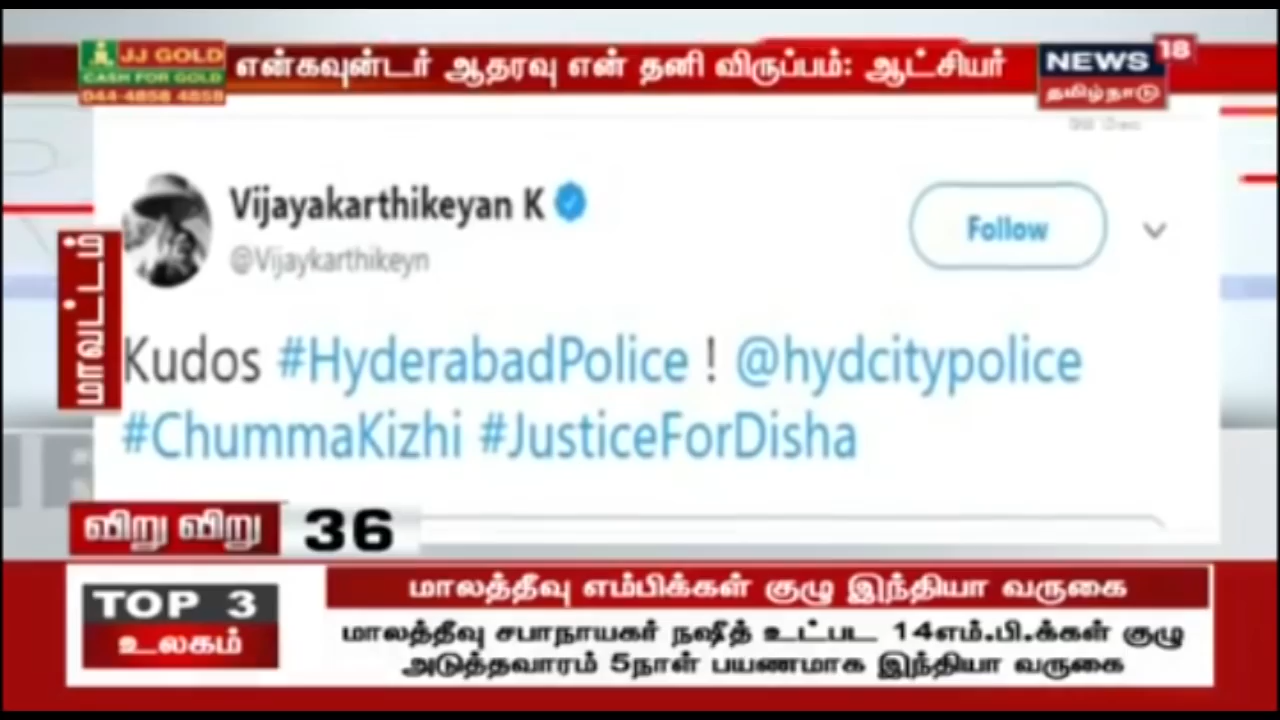 JJ GOLD
CASH FOR GOLD
044 4858 4858
என்கவுன்டர் ஆதரவு என் தனி விருப்பம்: ஆட்சியர்
NEWS 18
தமிழ்நாடு
Vijayakarthikeyan K
@Vijaykarthikeyn
Follow
மாவட்டம்
Kudos #HyderabadPolice ! @hydcitypolice
#ChummaKizhi #JusticeForDisha
விறு விறு 36
TOP 3
உலகம்
மாலத்தீவு எம்பிக்கள் குழு இந்தியா வருகை
மாலத்தீவு சபாநாயகர் நஷீத் உட்பட 14எம்.பி.க்கள் குழு
அடுத்தவாரம் 5நாள் பயணமாக இந்தியா வருகை